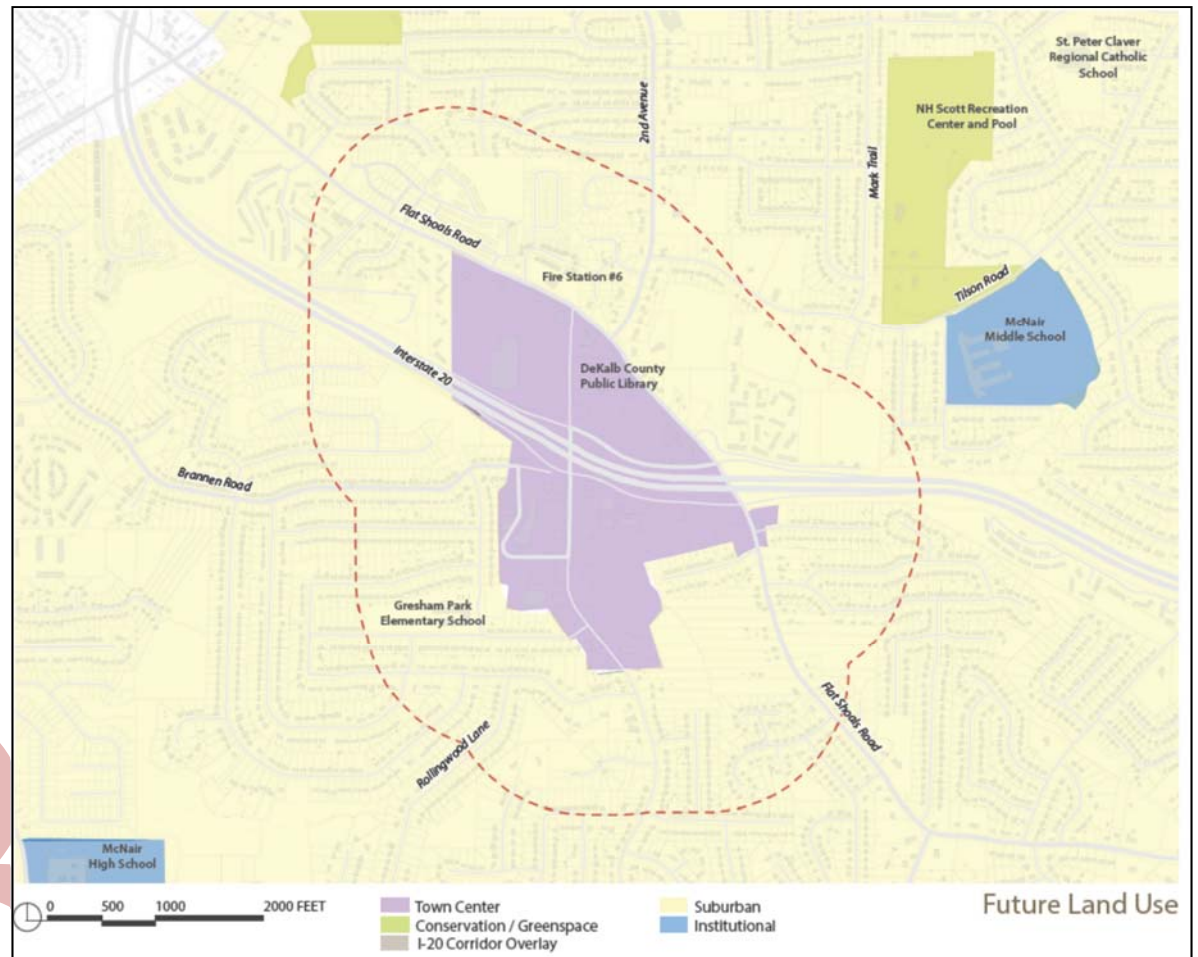 St. Peter Claver
Regional Catholic
School
2nd Avenue
NH Scott Recreation
Center and Pool
Mark Trail
Flat Shoals Road
Fire Station #6
Tilson Road
McNair
Middle School
Interstate 20
DeKalb County
Public Library
Brannen Road
Gresham Park
Elementary School
Flat Shoals Road
Rollingwood Lane
McNair
High School
0 500 1000 2000 FEET
Town Center
Conservation / Greenspace
I-20 Corridor Overlay
Suburban
Institutional
Future Land Use